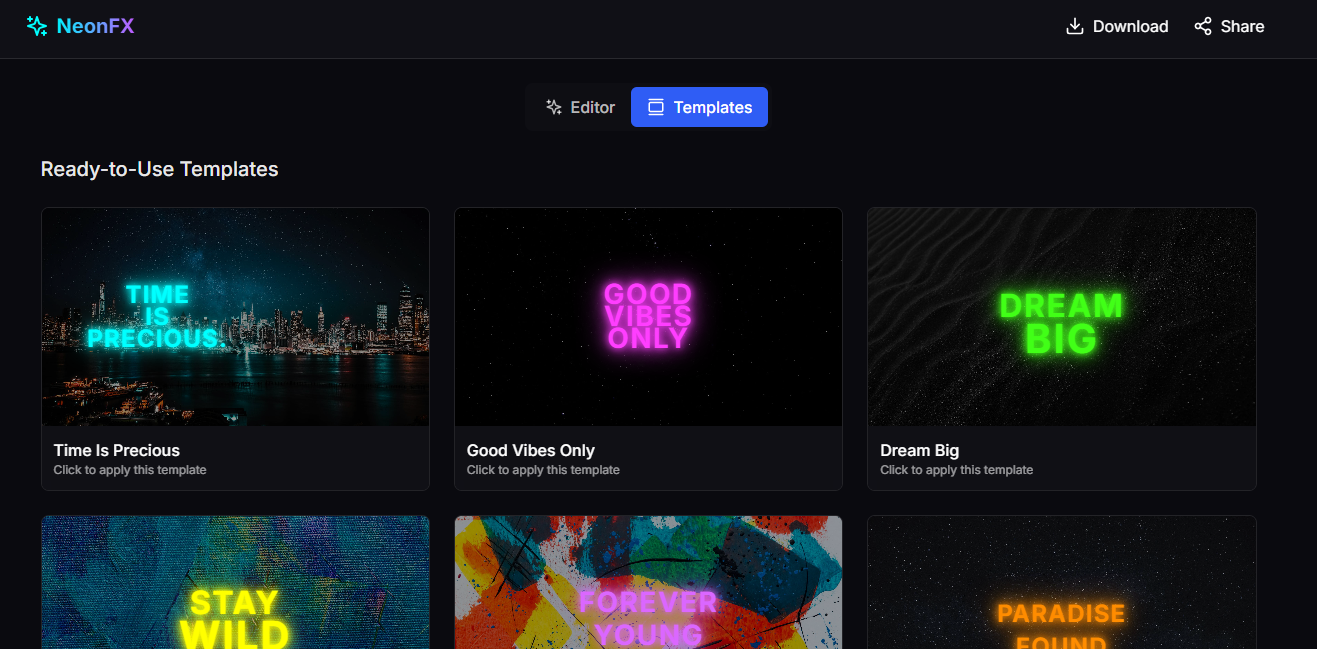 NeonFX
Download
Share
Editor
Templates
Ready-to-Use Templates
TIME
IS
PRECIOUS.
Time Is Precious
Click to apply this template
GOOD
VIBES
ONLY
Good Vibes Only
Click to apply this template
DREAM
BIG
Dream Big
Click to apply this template
STAY
WILD
FOREVER
YOUNG
PARADISE
FOUND